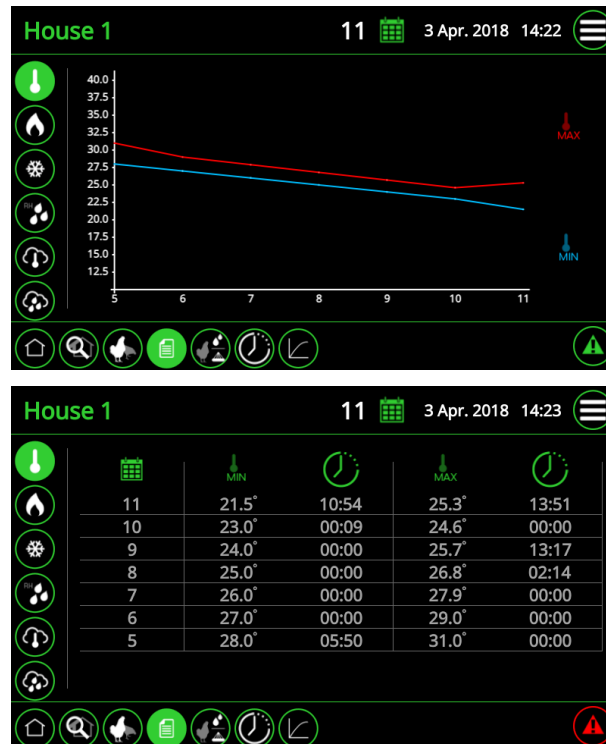 House 1 11 3 Apr. 2018 14:22
40.0
37.5
35.0
32.5
30.0
27.5
25.0
22.5
20.0
17.5
15.0
12.5
MAX
MIN
RH
5 6 7 8 9 10 11
House 1 11 3 Apr. 2018 14:23
MIN MAX
11 21.5° 10:54 25.3° 13:51
10 23.0° 00:09 24.6° 00:00
9 24.0° 00:00 25.7° 13:17
8 25.0° 00:00 26.8° 02:14
7 26.0° 00:00 27.9° 00:00
6 27.0° 00:00 29.0° 00:00
5 28.0° 05:50 31.0° 00:00
RH